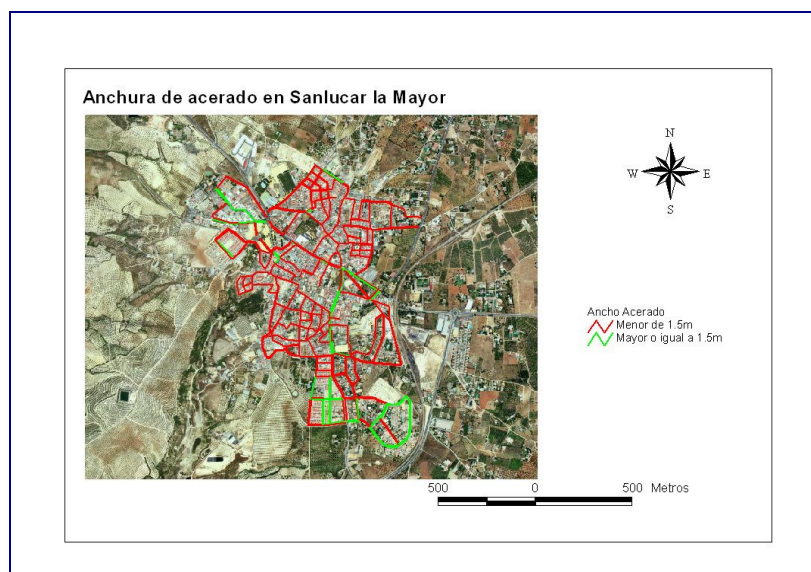 Anchura de acerado en Sanlucar la Mayor
N
W E
S
Ancho Acerado
Menor de 1.5m
Mayor o igual a 1.5m
500 0 500 Metros